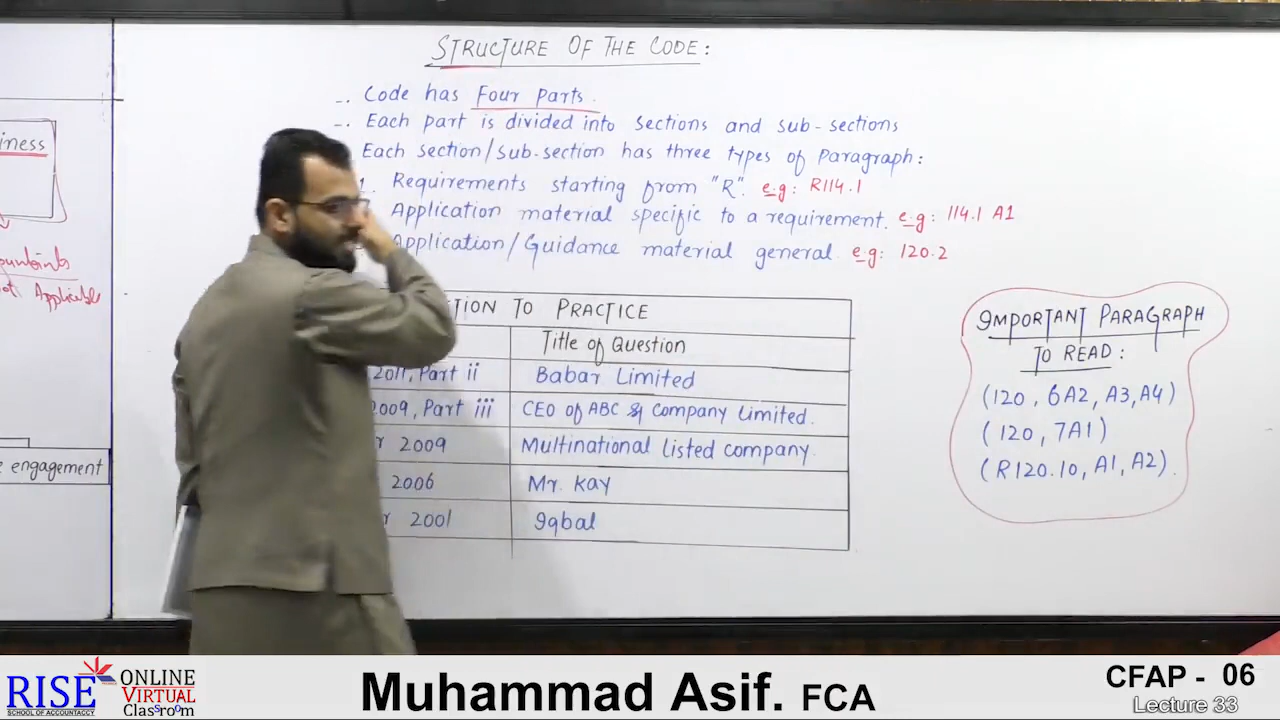 STRUCTURE OF THE CODE:
-. Code has Four Parts.
-. Each part is divided into sections and sub-sections
Each section/sub-section has three types of Paragraph:
1. Requirements starting from "R". e.g: R114.1
Application material specific to a requirement. e.g: 114.1 A1
Application/Guidance material general e.g: 120.2
iness
ot Applicable
e engagement
TION TO PRACTICE
Title of Question
2011, Part ii Babar Limited
2009, Part iii CEO of ABC & Company Limited.
r 2009 Multinational listed company.
2006 Mr. Kay
r 2001 Iqbal
IMPORTANT PARAGRAPH
TO READ:
(120, 6A2, A3, A4)
(120, 7A1)
(R120.10, A1, A2).
RISE
SCHOOL OF ACCOUNTANCY
ONLINE
VIRTUAL
Classroom
Muhammad Asif. FCA
CFAP - 06
Lecture 33